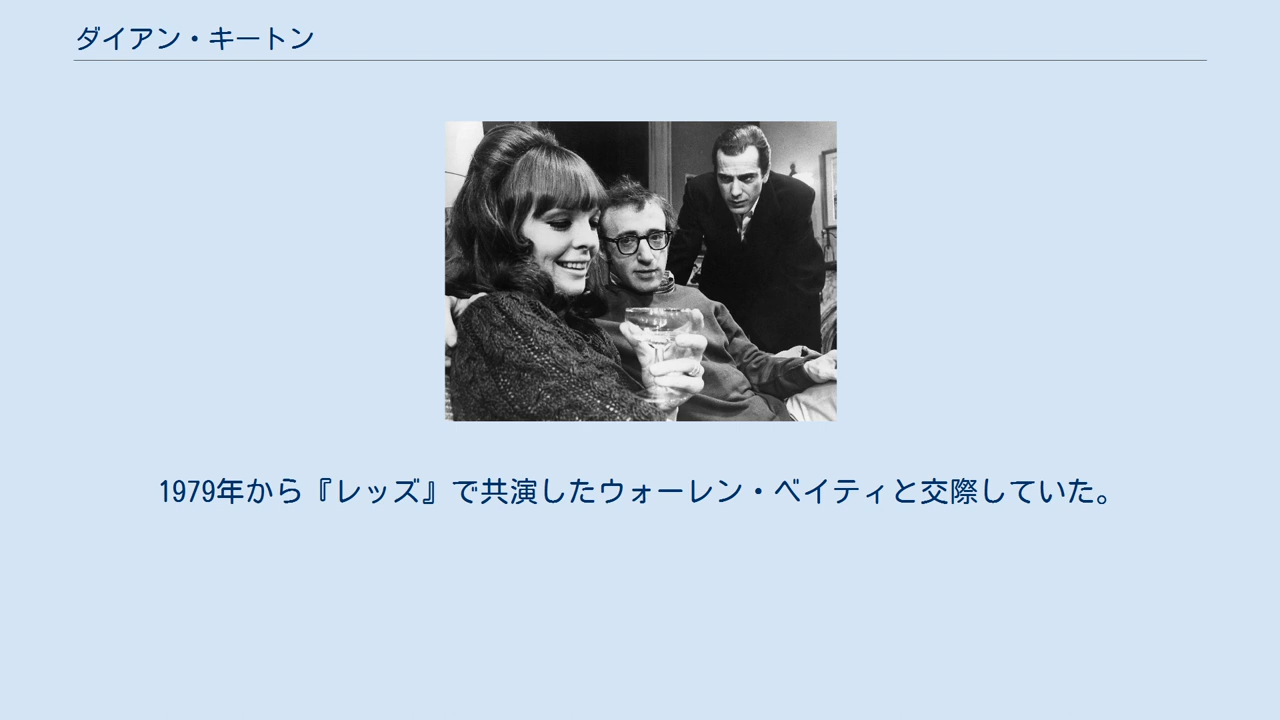 ダイアン・キートン
1979年から『レッズ』で共演したウォーレン・ベイティと交際していた。